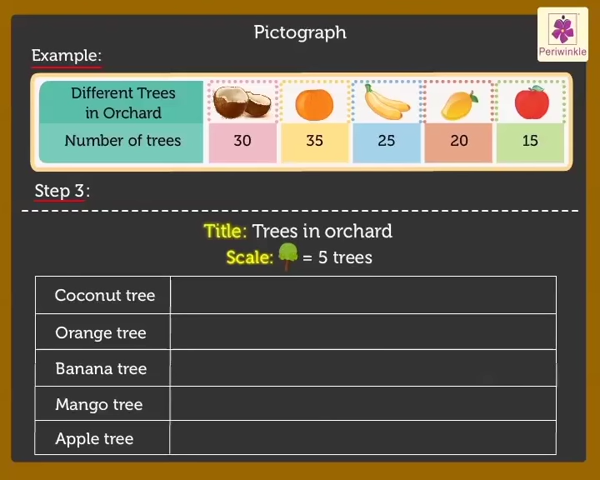 Pictograph
Periwinkle
Example:
Different Trees
in Orchard
Number of trees 30 35 25 20 15
Step 3:
Title: Trees in orchard
Scale: = 5 trees
Coconut tree
Orange tree
Banana tree
Mango tree
Apple tree